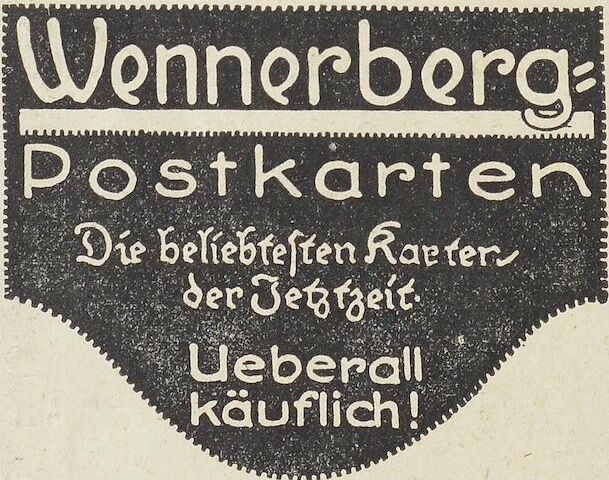 Wennerberg=
Postkarten
Die beliebtesten Karten
der Jetztzeit.
Ueberall
käuflich!